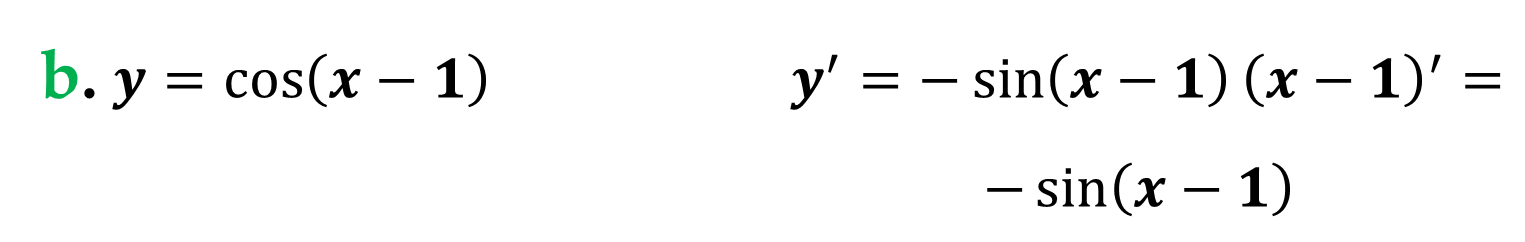 b. y = cos(x − 1) y′ = − sin(x − 1) (x − 1)′ =
− sin(x − 1)